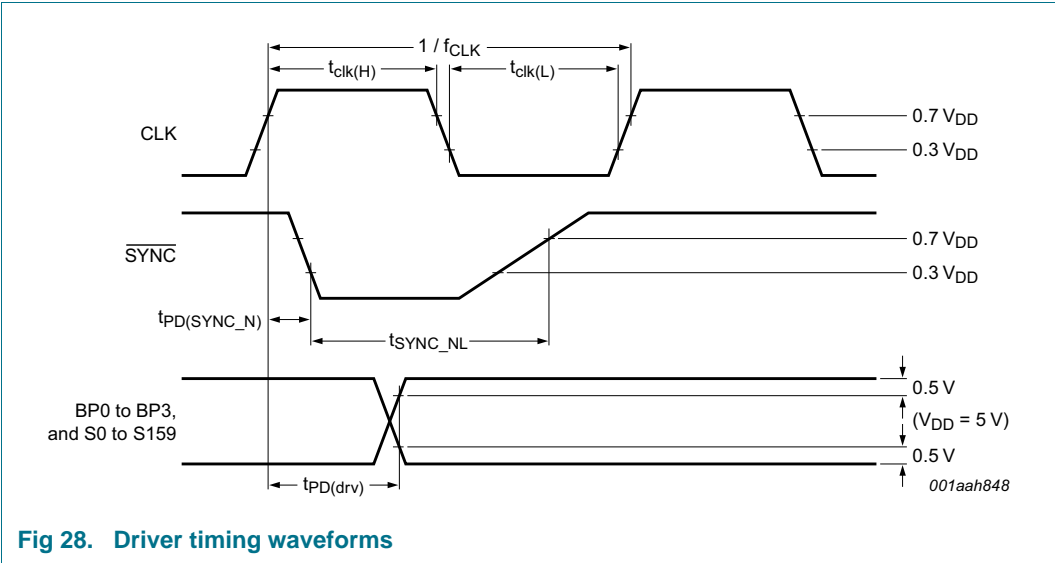 1 / fCLK
tclk(H)
tclk(L)
CLK
0.7 VDD
0.3 VDD
SYNC
0.7 VDD
0.3 VDD
tPD(SYNC_N)
tSYNC_NL
BP0 to BP3,
and S0 to S159
0.5 V
(VDD = 5 V)
0.5 V
tPD(drv)
001aah848
Fig 28. Driver timing waveforms